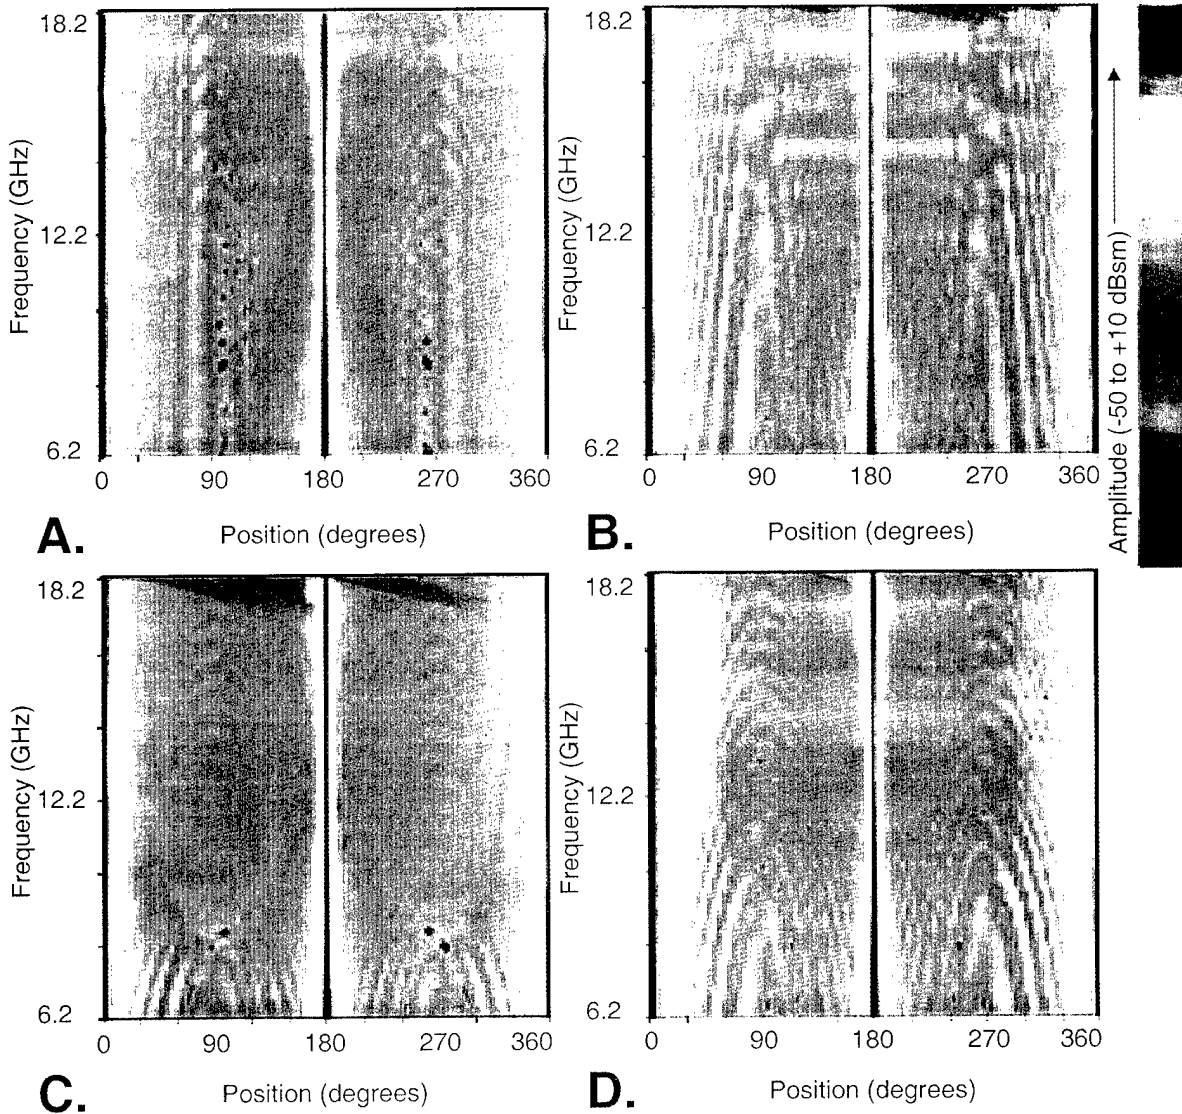 18.2
12.2
6.2
Frequency (GHz)
0 90 180 270 360
Position (degrees)
A.
18.2
12.2
6.2
Frequency (GHz)
0 90 180 270 360
Position (degrees)
B.
Amplitude (-50 to +10 dBsm)
18.2
12.2
6.2
Frequency (GHz)
0 90 180 270 360
Position (degrees)
C.
18.2
12.2
6.2
Frequency (GHz)
0 90 180 270 360
Position (degrees)
D.